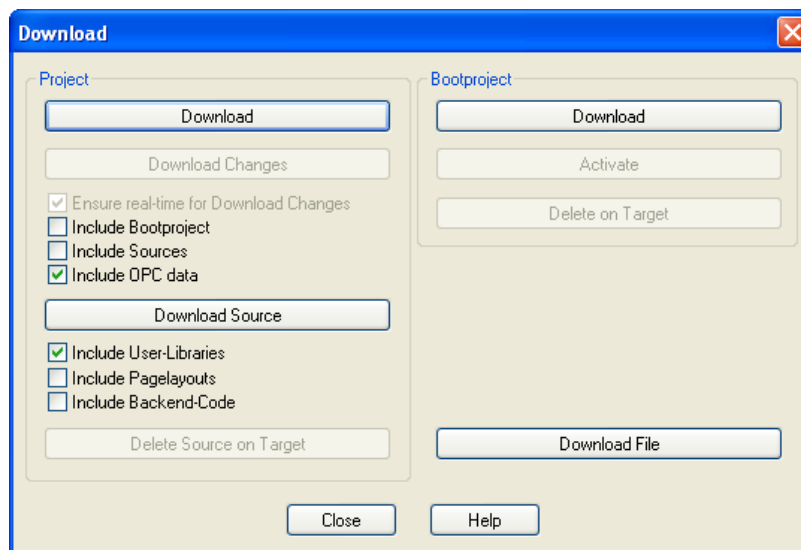 Download
Project
Download
Download Changes
Ensure real-time for Download Changes
Include Bootproject
Include Sources
Include OPC data
Download Source
Include User-Libraries
Include Pagelayouts
Include Backend-Code
Delete Source on Target
Bootproject
Download
Activate
Delete on Target
Download File
Close
Help